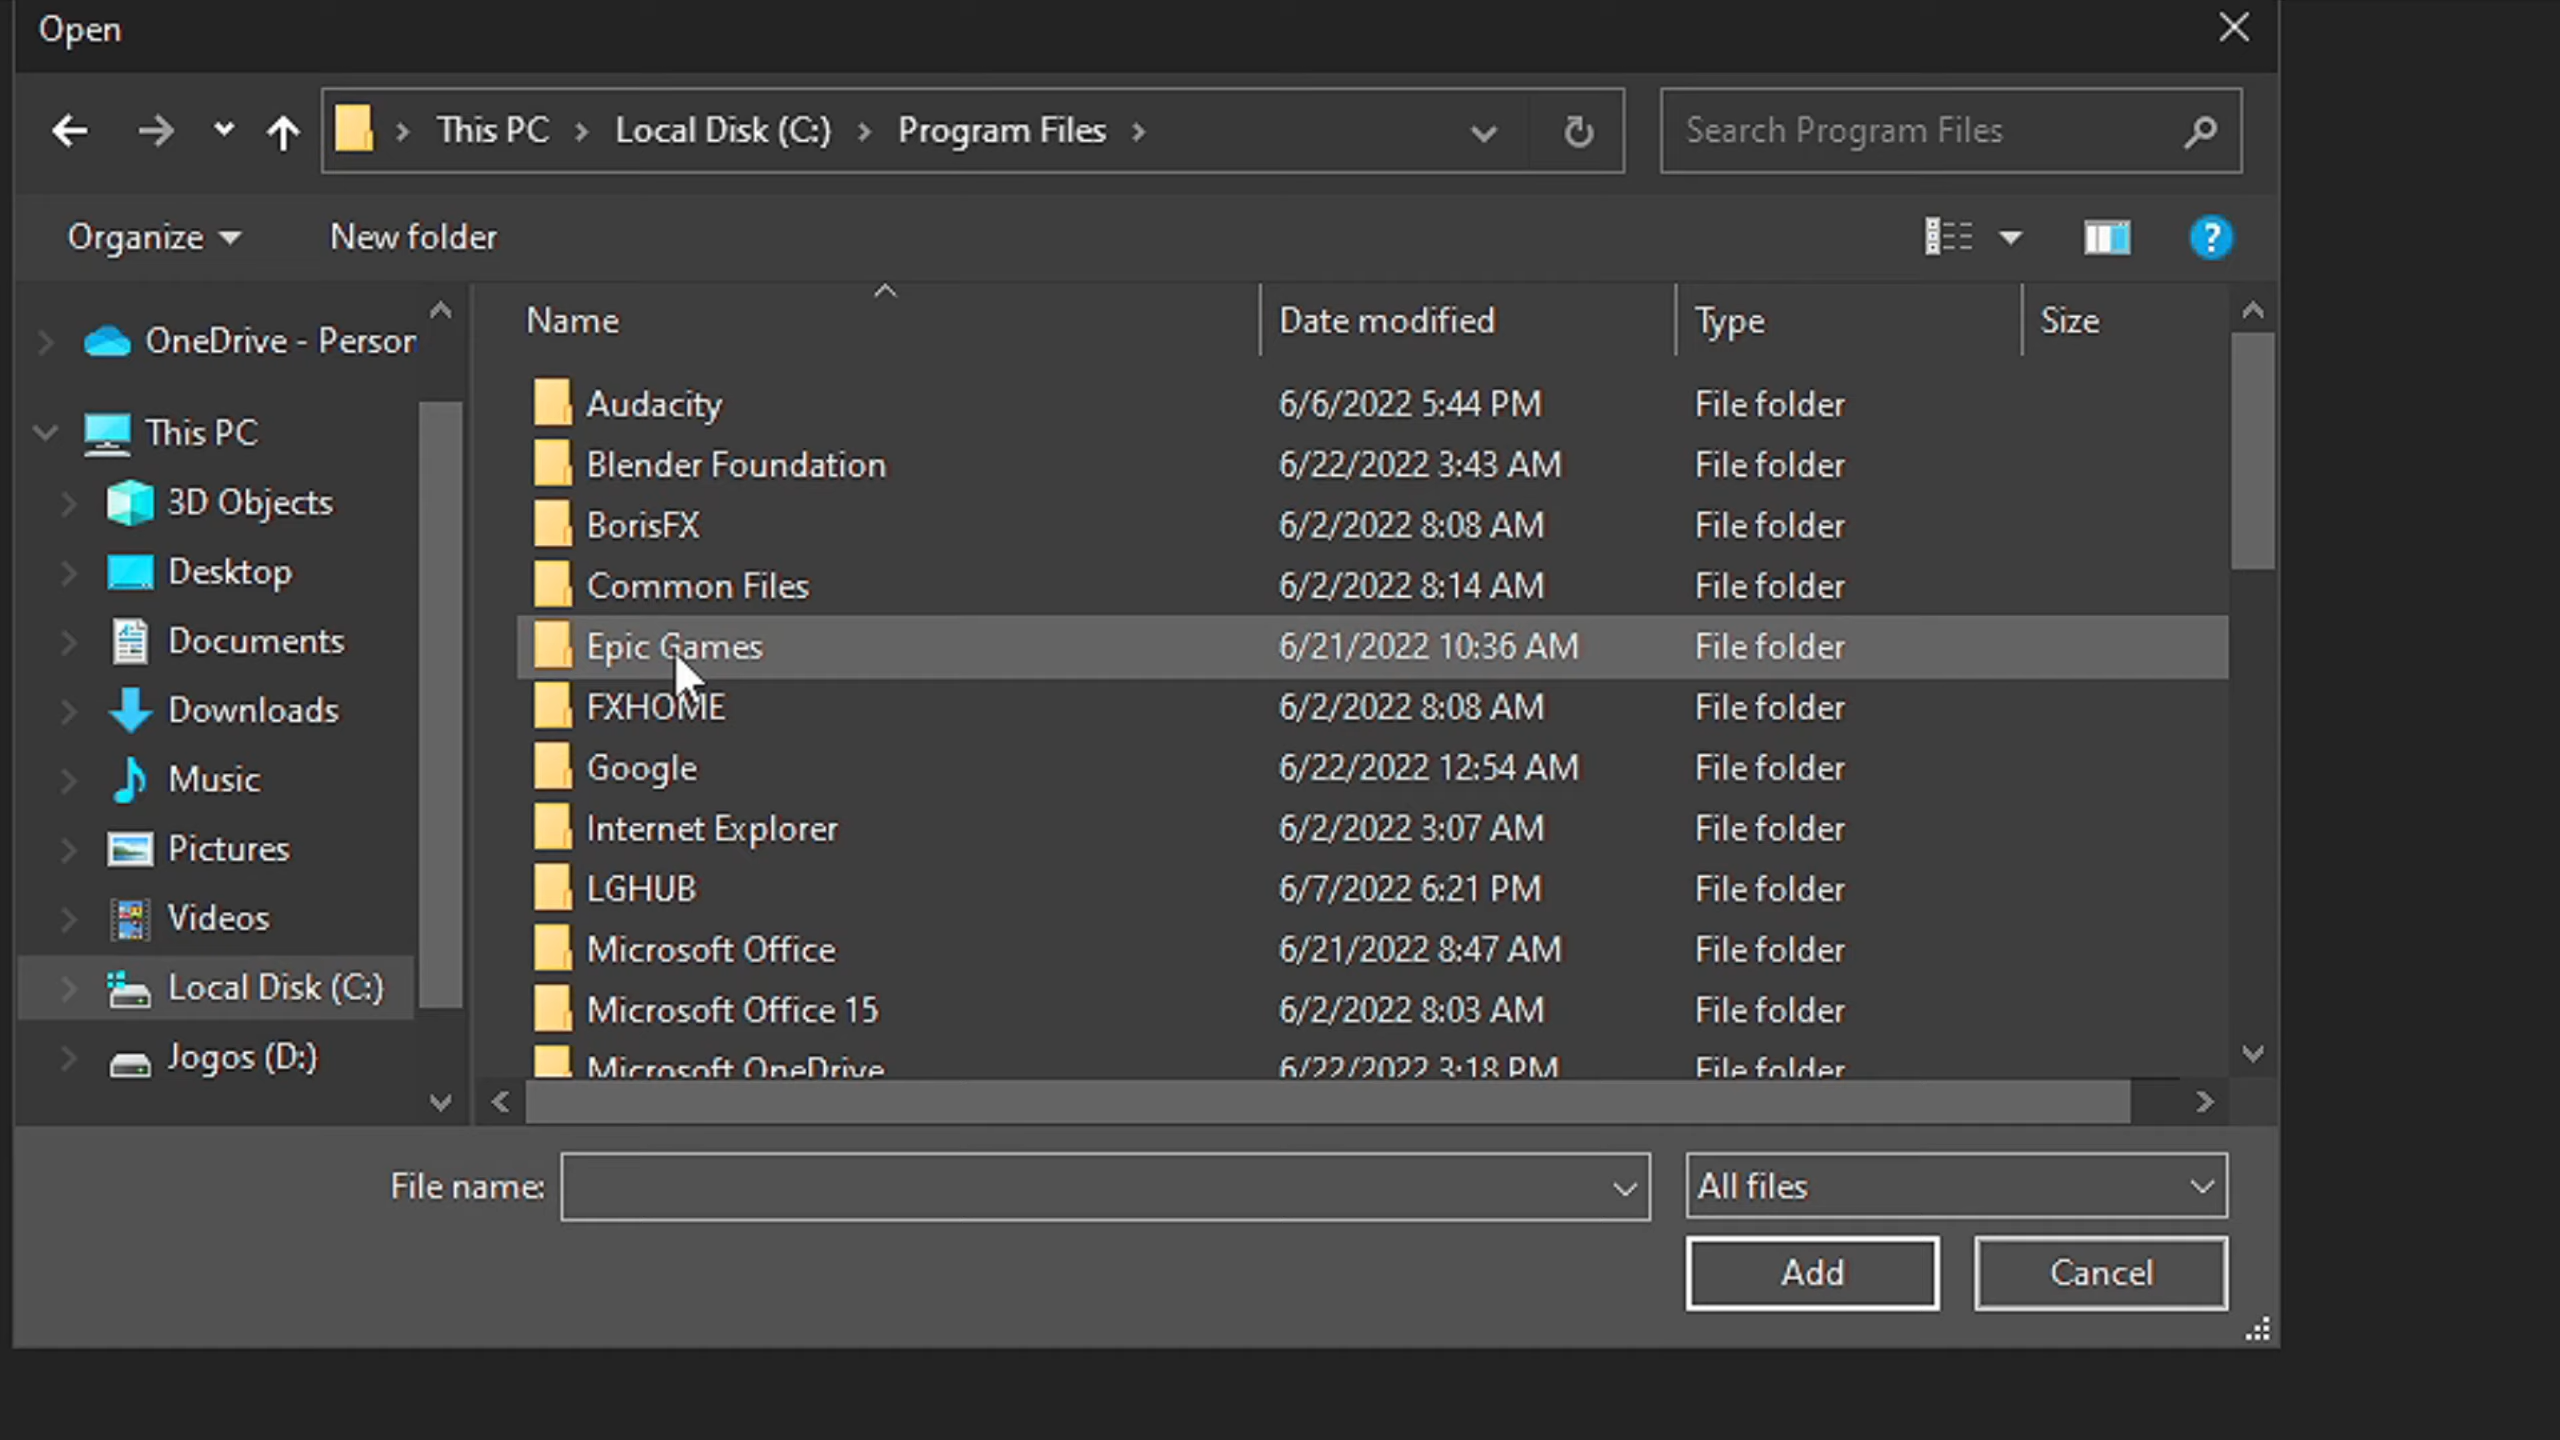 Open
This PC > Local Disk (C:) > Program Files >
Search Program Files
Organize
New folder
?
OneDrive - Person
This PC
3D Objects
Desktop
Documents
Downloads
Music
Pictures
Videos
Local Disk (C:)
Jogos (D:)
Name Date modified Type Size
Audacity 6/6/2022 5:44 PM File folder
Blender Foundation 6/22/2022 3:43 AM File folder
BorisFX 6/2/2022 8:08 AM File folder
Common Files 6/2/2022 8:14 AM File folder
Epic Games 6/21/2022 10:36 AM File folder
FXHOME 6/2/2022 8:08 AM File folder
Google 6/22/2022 12:54 AM File folder
Internet Explorer 6/2/2022 3:07 AM File folder
LGHUB 6/7/2022 6:21 PM File folder
Microsoft Office 6/21/2022 8:47 AM File folder
Microsoft Office 15 6/2/2022 8:03 AM File folder
Microsoft OneDrive 6/22/2022 3:18 PM File folder
File name:
All files
Add
Cancel